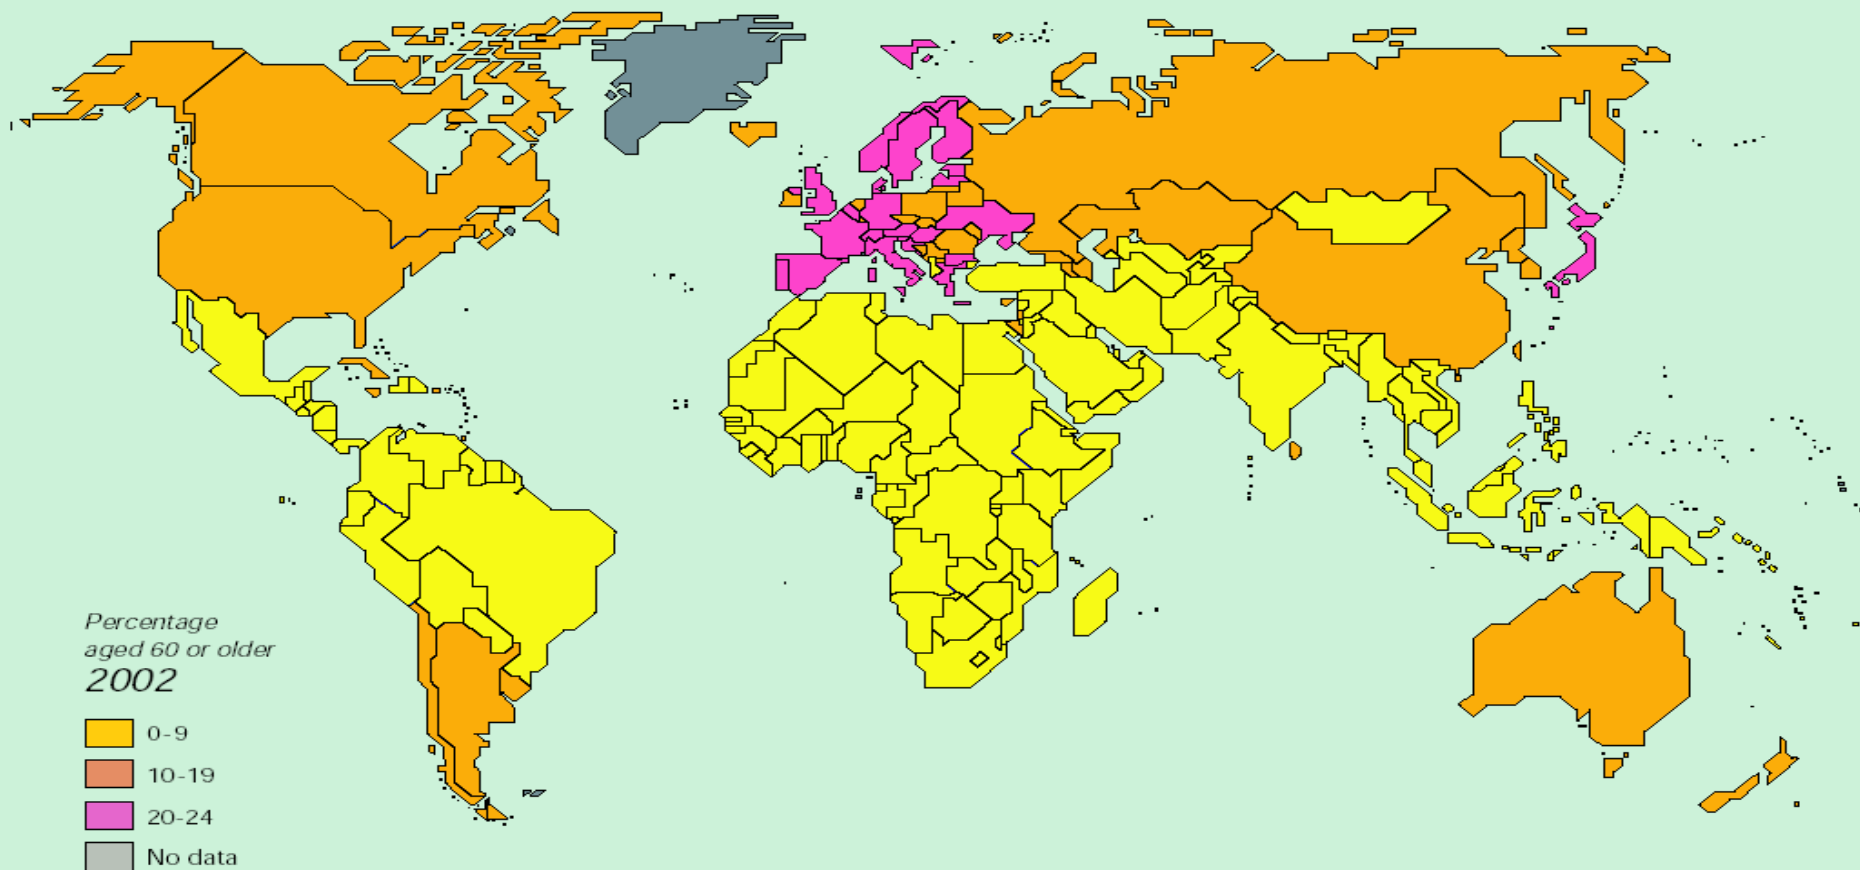 Percentage
aged 60 or older
2002
0-9
10-19
20-24
No data